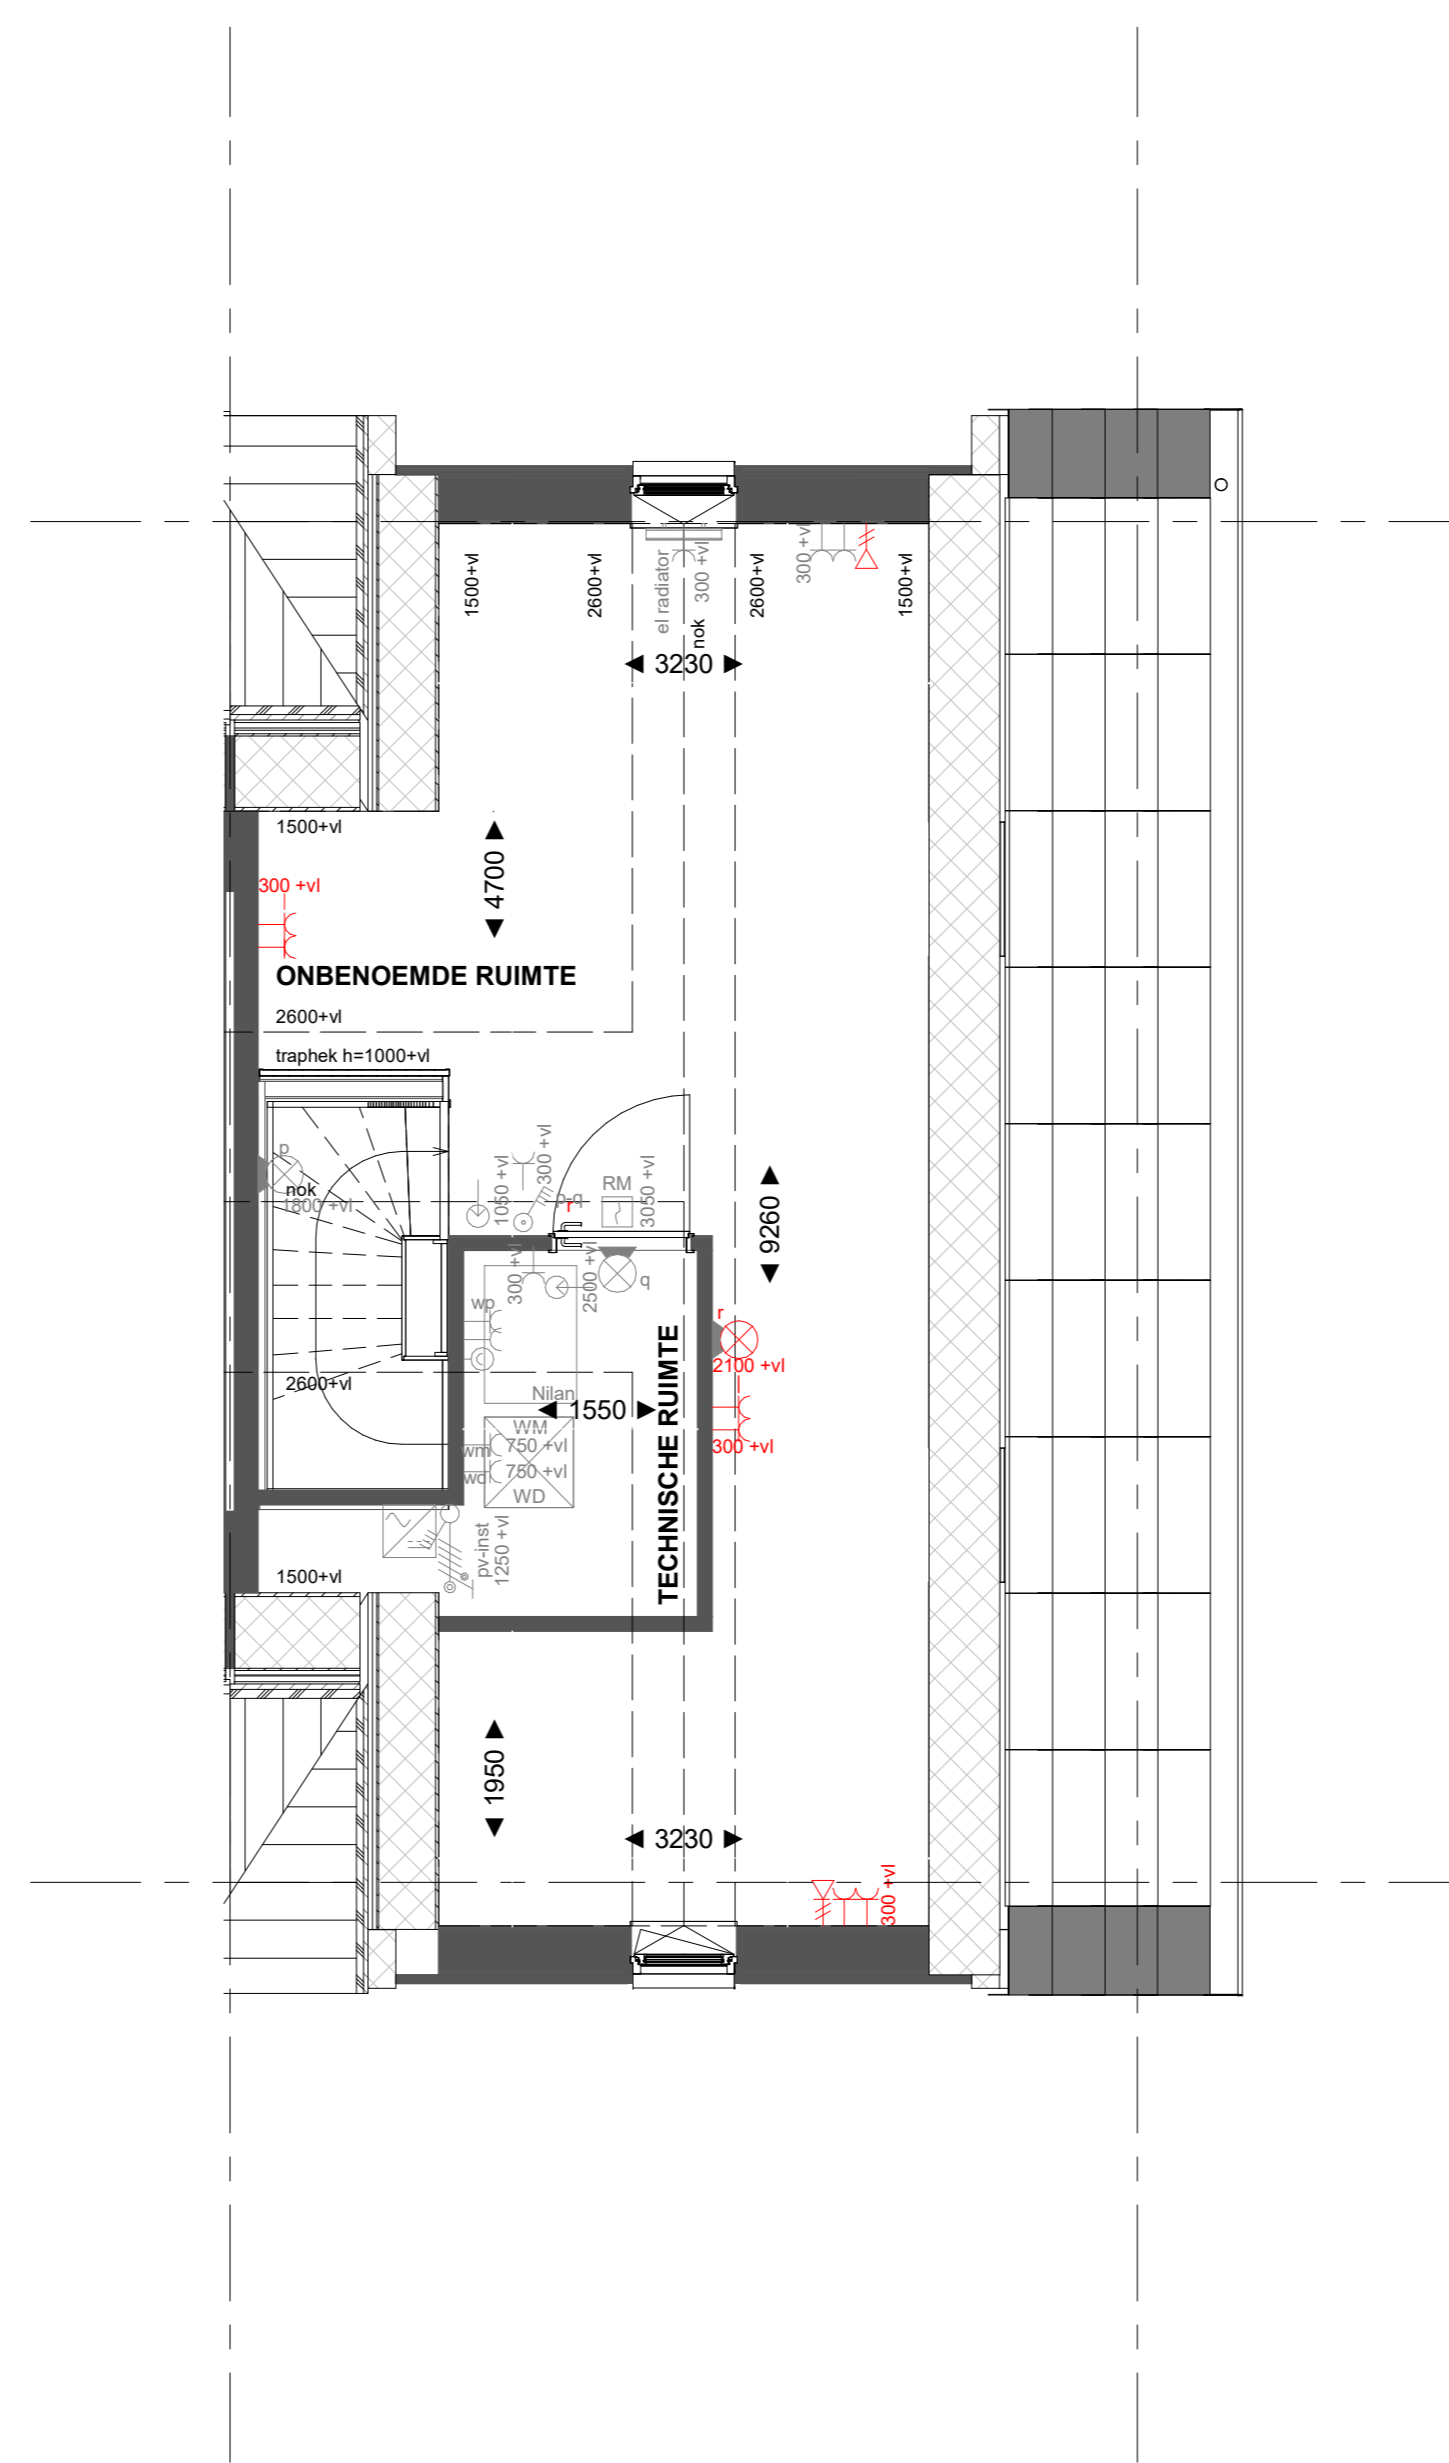 1500+vl
2600+vl
el radiator
300 +vl
nok
2600+vl
300 +vl
1500+vl
3230
1500+vl
4700
300 +vl
ONBENOEMDE RUIMTE
2600+vl
traphek h=1000+vl
p
nok
1800 +vl
1050 +vl
300 +vl
p-q
r
RM
3050 +vl
9260
300 +vl
2500 +vl
q
wp
r
2100 +vl
2600+vl
Nilan
1550
TECHNISCHE RUIMTE
WM
wm
750 +vl
wd
750 +vl
WD
300 +vl
pv-inst
1250 +vl
1500+vl
1950
3230
300 +vl